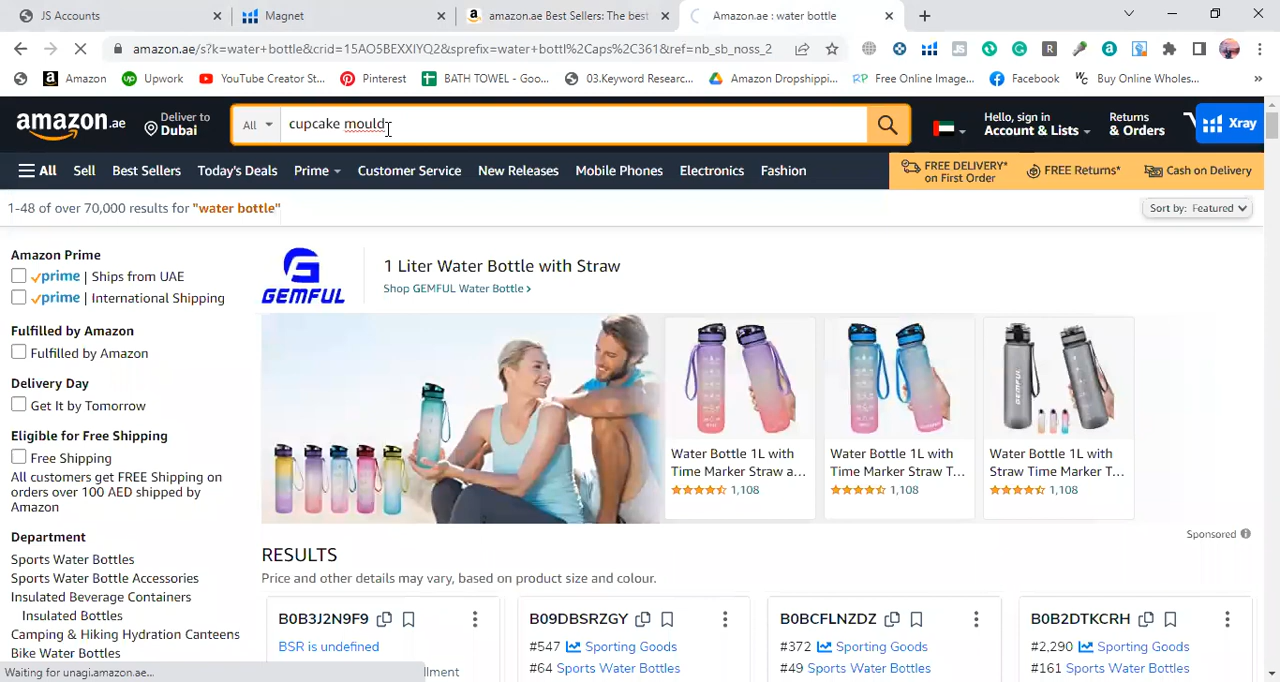 JS Accounts
Magnet
amazon.ae Best Sellers: The best
Amazon.ae : water bottle
amazon.ae/s?k=water+bottle&crid=15AO5BEXXIYQ2&sprefix=water+bottl%2Caps%2C361&ref=nb_sb_noss_2
Amazon
Upwork
YouTube Creator St...
Pinterest
BATH TOWEL - Goo...
03.Keyword Researc...
Amazon Dropshippi...
Free Online Image...
Facebook
Buy Online Wholes...
amazon.ae
Deliver to
Dubai
All
cupcake mould
Hello, sign in
Account & Lists
Returns
& Orders
Xray
All
Sell
Best Sellers
Today's Deals
Prime
Customer Service
New Releases
Mobile Phones
Electronics
Fashion
FREE DELIVERY*
on First Order
FREE Returns*
Cash on Delivery
1-48 of over 70,000 results for "water bottle"
Sort by: Featured
Amazon Prime
prime | Ships from UAE
prime | International Shipping
Fulfilled by Amazon
Fulfilled by Amazon
Delivery Day
Get It by Tomorrow
Eligible for Free Shipping
Free Shipping
All customers get FREE Shipping on
orders over 100 AED shipped by
Amazon
Department
Sports Water Bottles
Sports Water Bottle Accessories
Insulated Beverage Containers
Insulated Bottles
Camping & Hiking Hydration Canteens
Bike Water Bottles
GEMFUL
1 Liter Water Bottle with Straw
Shop GEMFUL Water Bottle ›
Water Bottle 1L with
Time Marker Straw a...
1,108
Water Bottle 1L with
Time Marker Straw T...
1,108
Water Bottle 1L with
Straw Time Marker T...
1,108
Sponsored
RESULTS
Price and other details may vary, based on product size and colour.
B0B3J2N9F9
BSR is undefined
llment
B09DBSRZGY
#547 Sporting Goods
#64 Sports Water Bottles
B0BCFLNZDZ
#372 Sporting Goods
#49 Sports Water Bottles
B0B2DTKCRH
#2,290 Sporting Goods
#161 Sports Water Bottles
Waiting for unagi.amazon.ae...